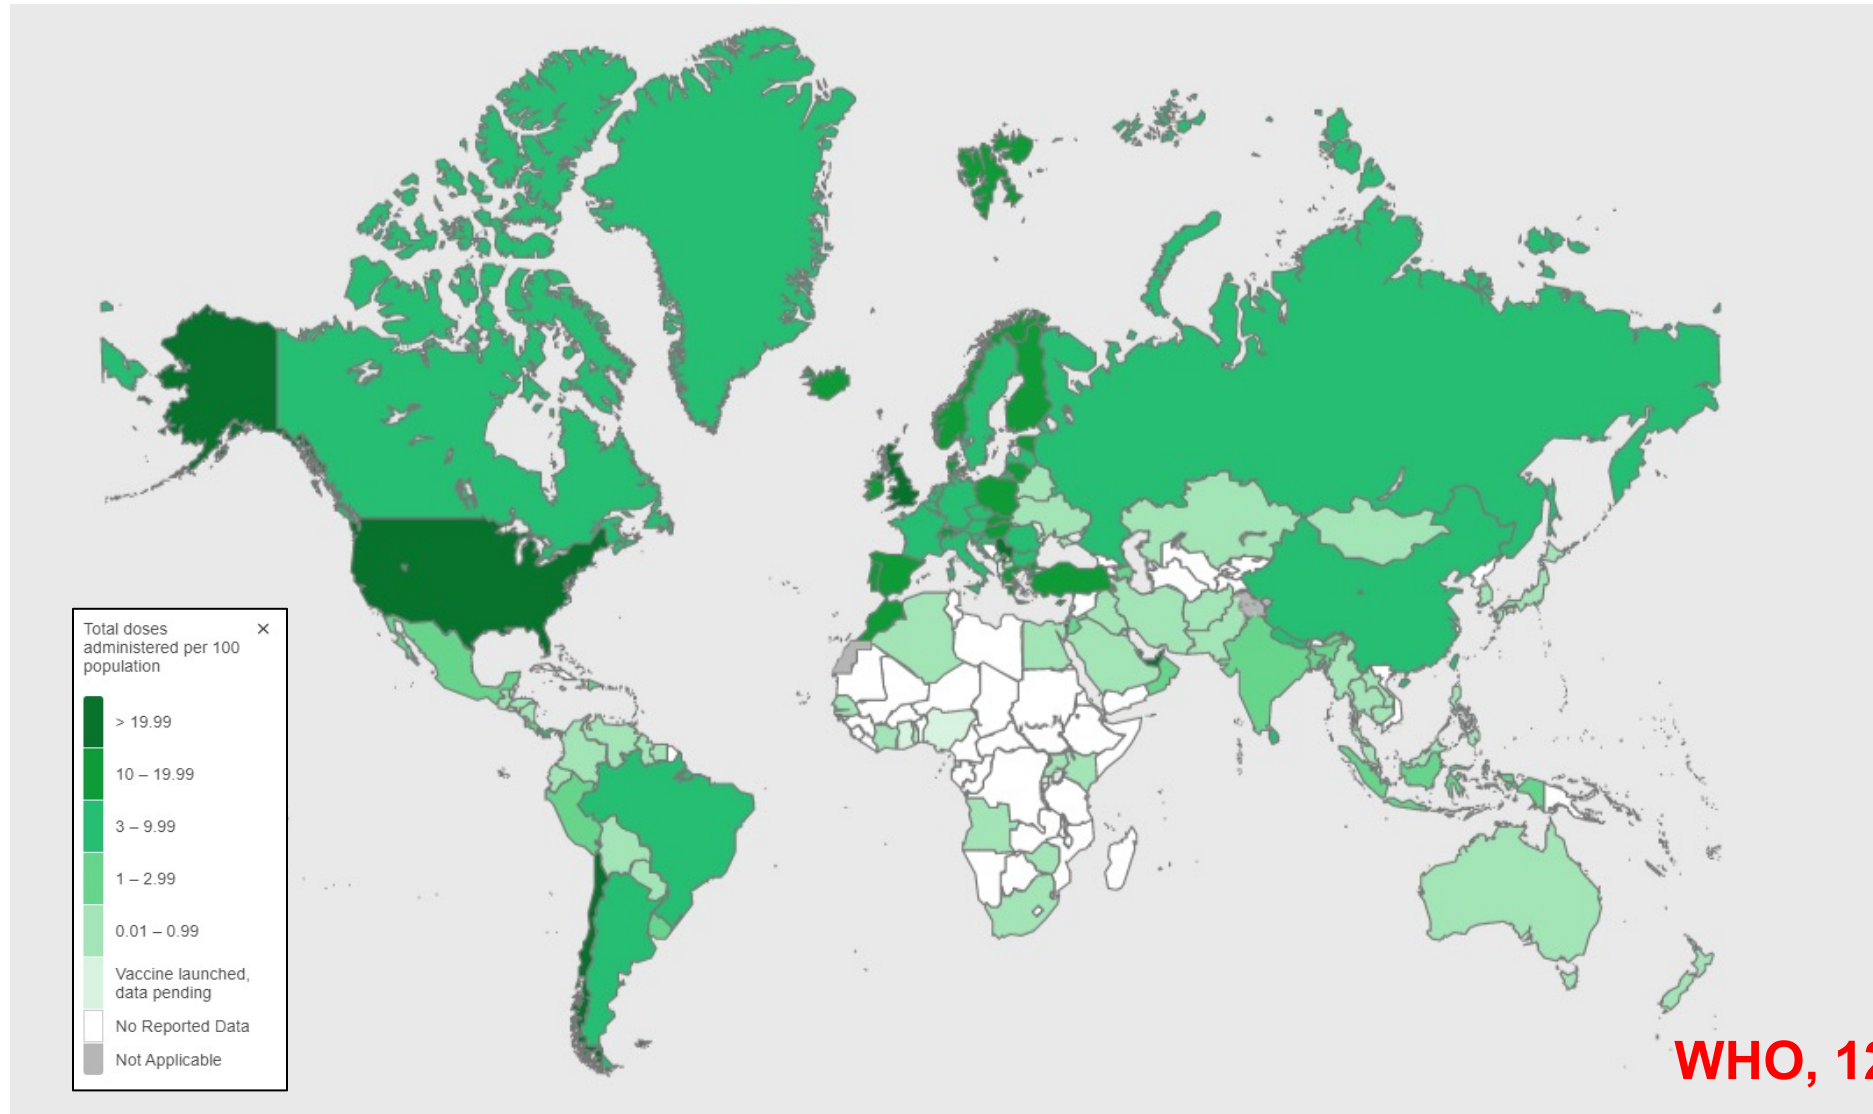 Total doses
administered per 100
population
×
> 19.99
10 – 19.99
3 – 9.99
1 – 2.99
0.01 – 0.99
Vaccine launched,
data pending
No Reported Data
Not Applicable
WHO, 12